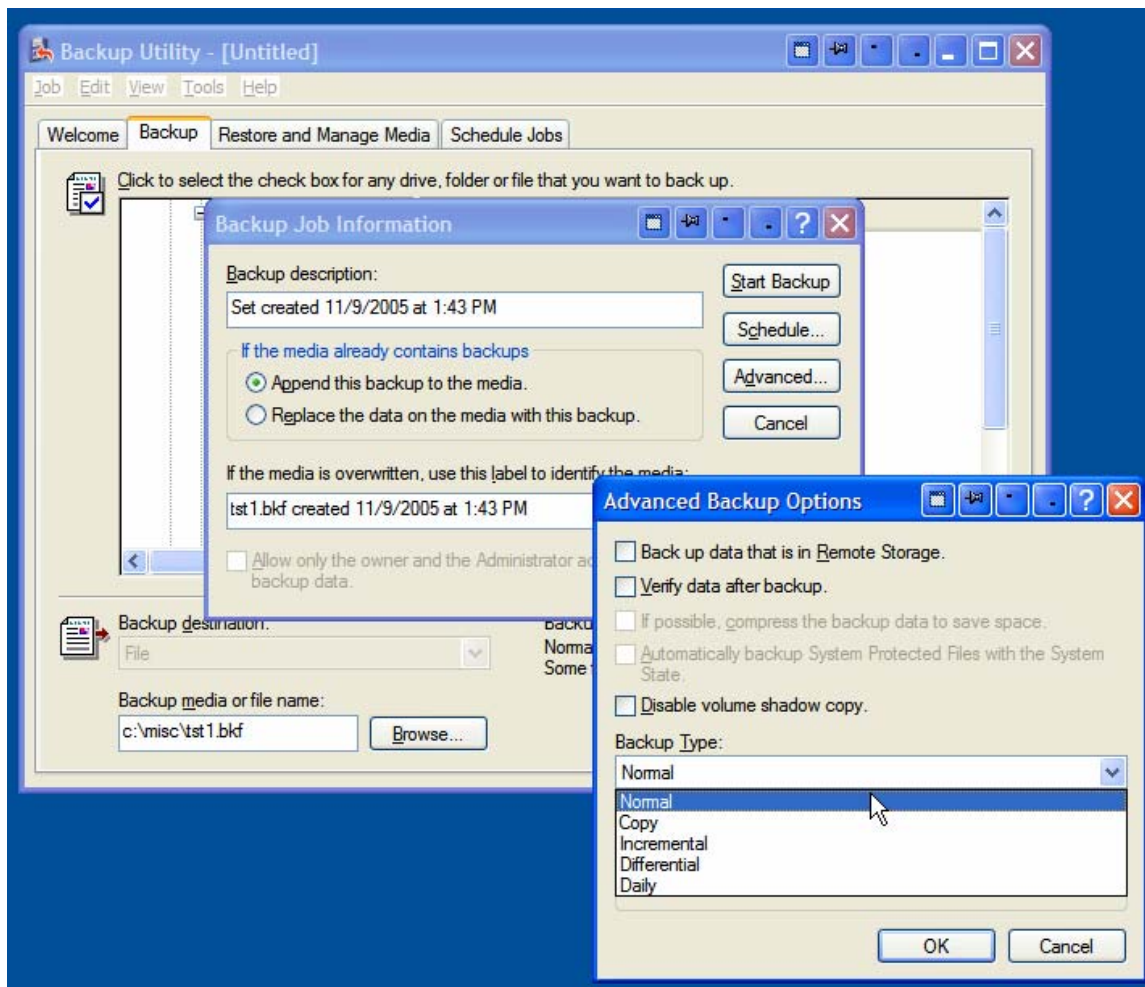 Backup Utility - [Untitled]
Job Edit View Tools Help
Welcome Backup Restore and Manage Media Schedule Jobs
Click to select the check box for any drive, folder or file that you want to back up.
Backup Job Information
Backup description:
Start Backup
Set created 11/9/2005 at 1:43 PM
Schedule...
If the media already contains backups
Append this backup to the media.
Advanced...
Replace the data on the media with this backup.
Cancel
If the media is overwritten, use this label to identify the media:
tst1.bkf created 11/9/2005 at 1:43 PM
Allow only the owner and the Administrator
backup data.
Backup destination:
File
Norma
Some
Backup media or file name:
c:\misc\tst1.bkf
Browse...
Advanced Backup Options
Back up data that is in Remote Storage.
Verify data after backup.
If possible, compress the backup data to save space.
Automatically backup System Protected Files with the System
State.
Disable volume shadow copy.
Backup Type:
Normal
Normal
Copy
Incremental
Differential
Daily
OK Cancel